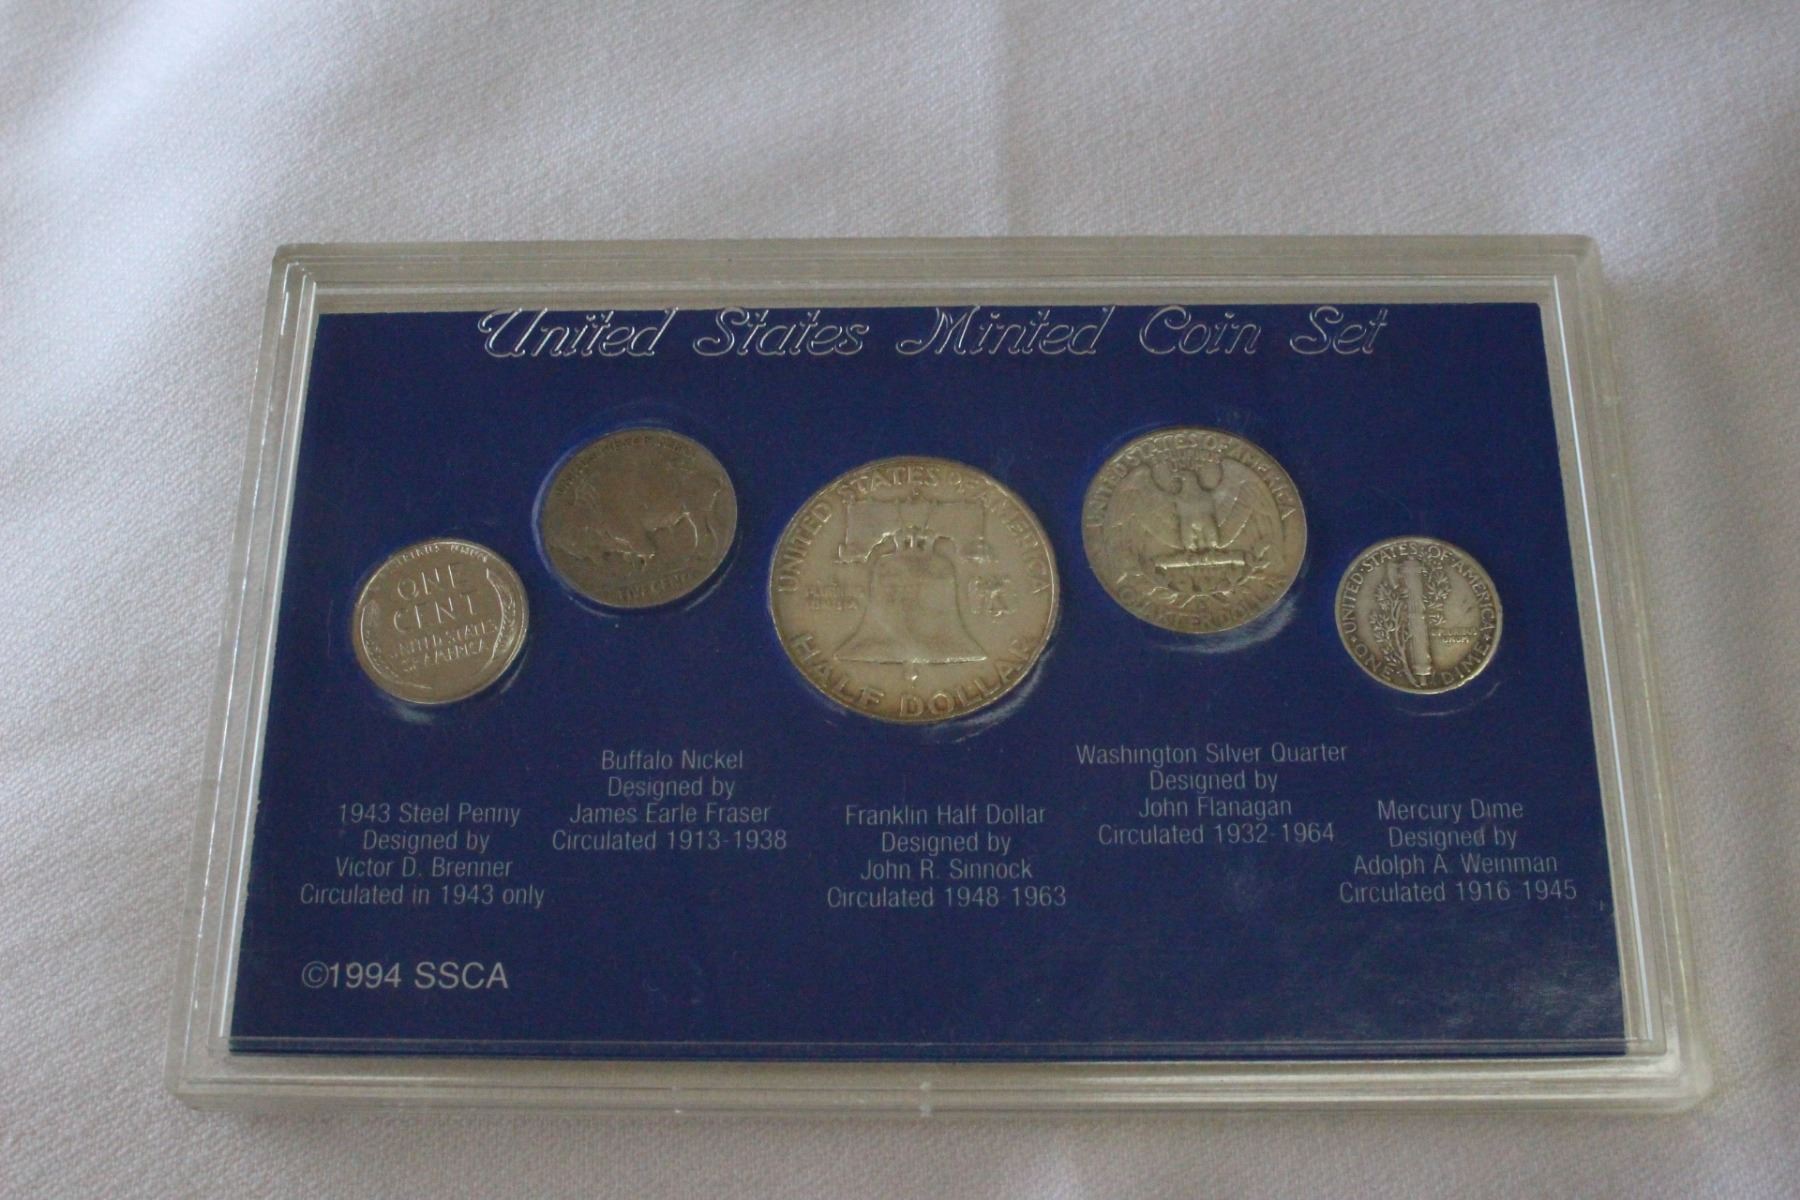 United States Minted Coin Set
ONE
CENT
UNITED STATES
OF AMERICA
FIVE CENTS
UNITED STATES OF AMERICA
HALF DOLLAR
UNITED STATES OF AMERICA
QUARTER DOLLAR
UNITED·STATES·OF·AMERICA
E·PLURIBUS
UNUM
ONE DIME
1943 Steel Penny
Designed by
Victor D. Brenner
Circulated in 1943 only
Buffalo Nickel
Designed by
James Earle Fraser
Circulated 1913-1938
Franklin Half Dollar
Designed by
John R. Sinnock
Circulated 1948-1963
Washington Silver Quarter
Designed by
John Flanagan
Circulated 1932-1964
Mercury Dime
Designed by
Adolph A. Weinman
Circulated 1916-1945
©1994 SSCA